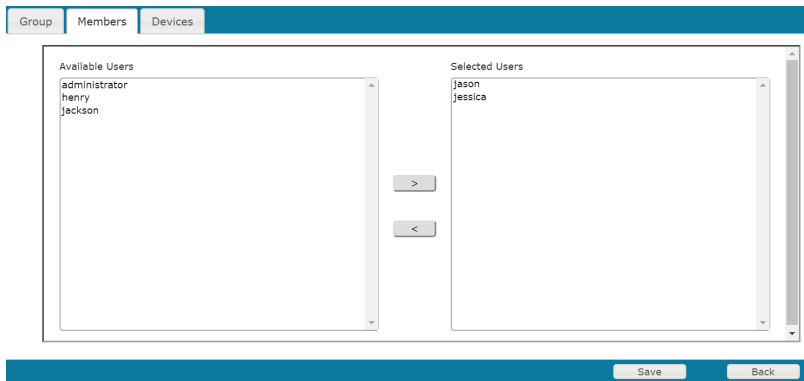 Group Members Devices
Available Users
administrator
henry
jackson
>
<
Selected Users
jason
jessica
Save Back